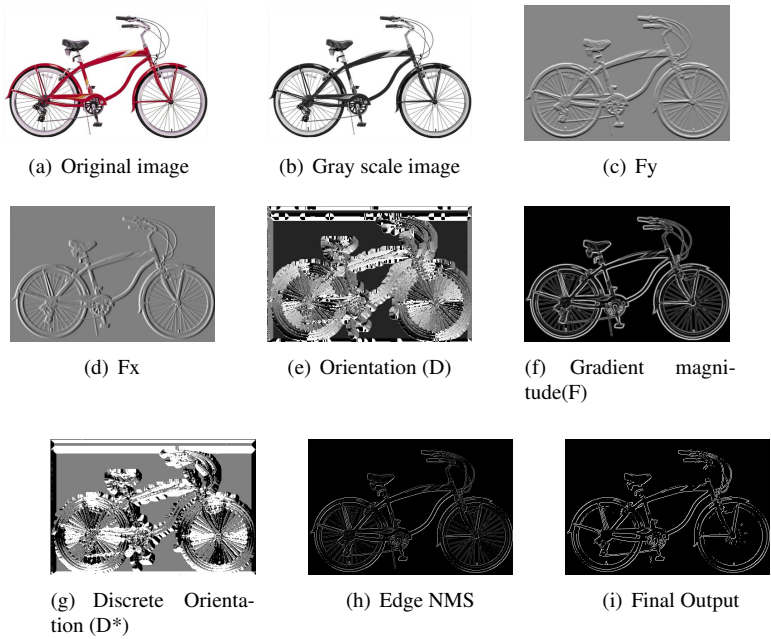 (a) Original image
(b) Gray scale image
(c) Fy
(d) Fx
(e) Orientation (D)
(f) Gradient magni-
tude(F)
(g) Discrete Orienta-
tion (D*)
(h) Edge NMS
(i) Final Output